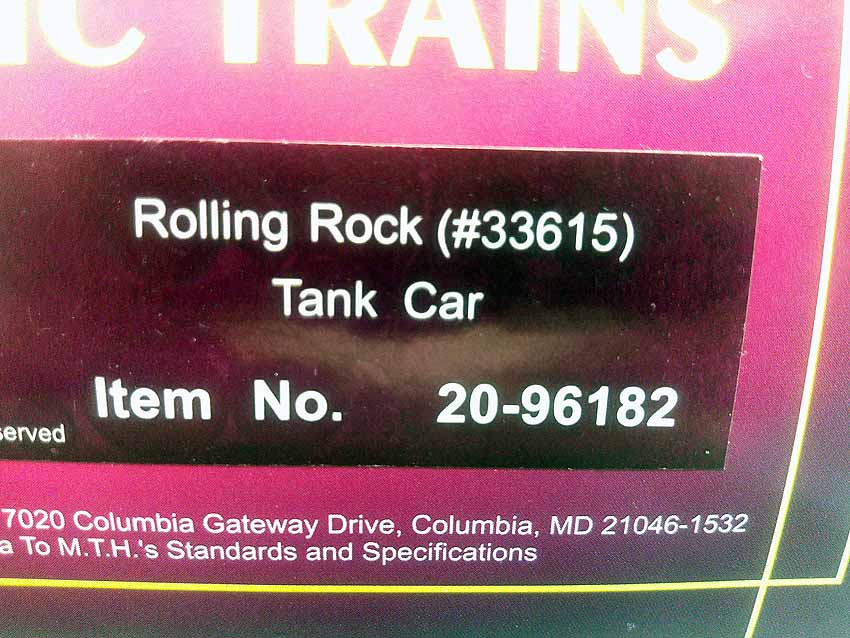 IC TRAINS
Rolling Rock (#33615)
Tank Car
Item No. 20-96182
served
7020 Columbia Gateway Drive, Columbia, MD 21046-1532
a To M.T.H.'s Standards and Specifications